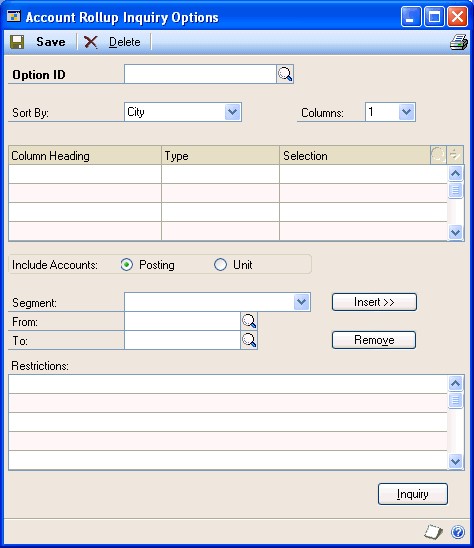 Account Rollup Inquiry Options
Save Delete
Option ID
Sort By: City Columns: 1
Column Heading Type Selection
Include Accounts: Posting Unit
Segment: Insert >>
From:
To: Remove
Restrictions:
Inquiry